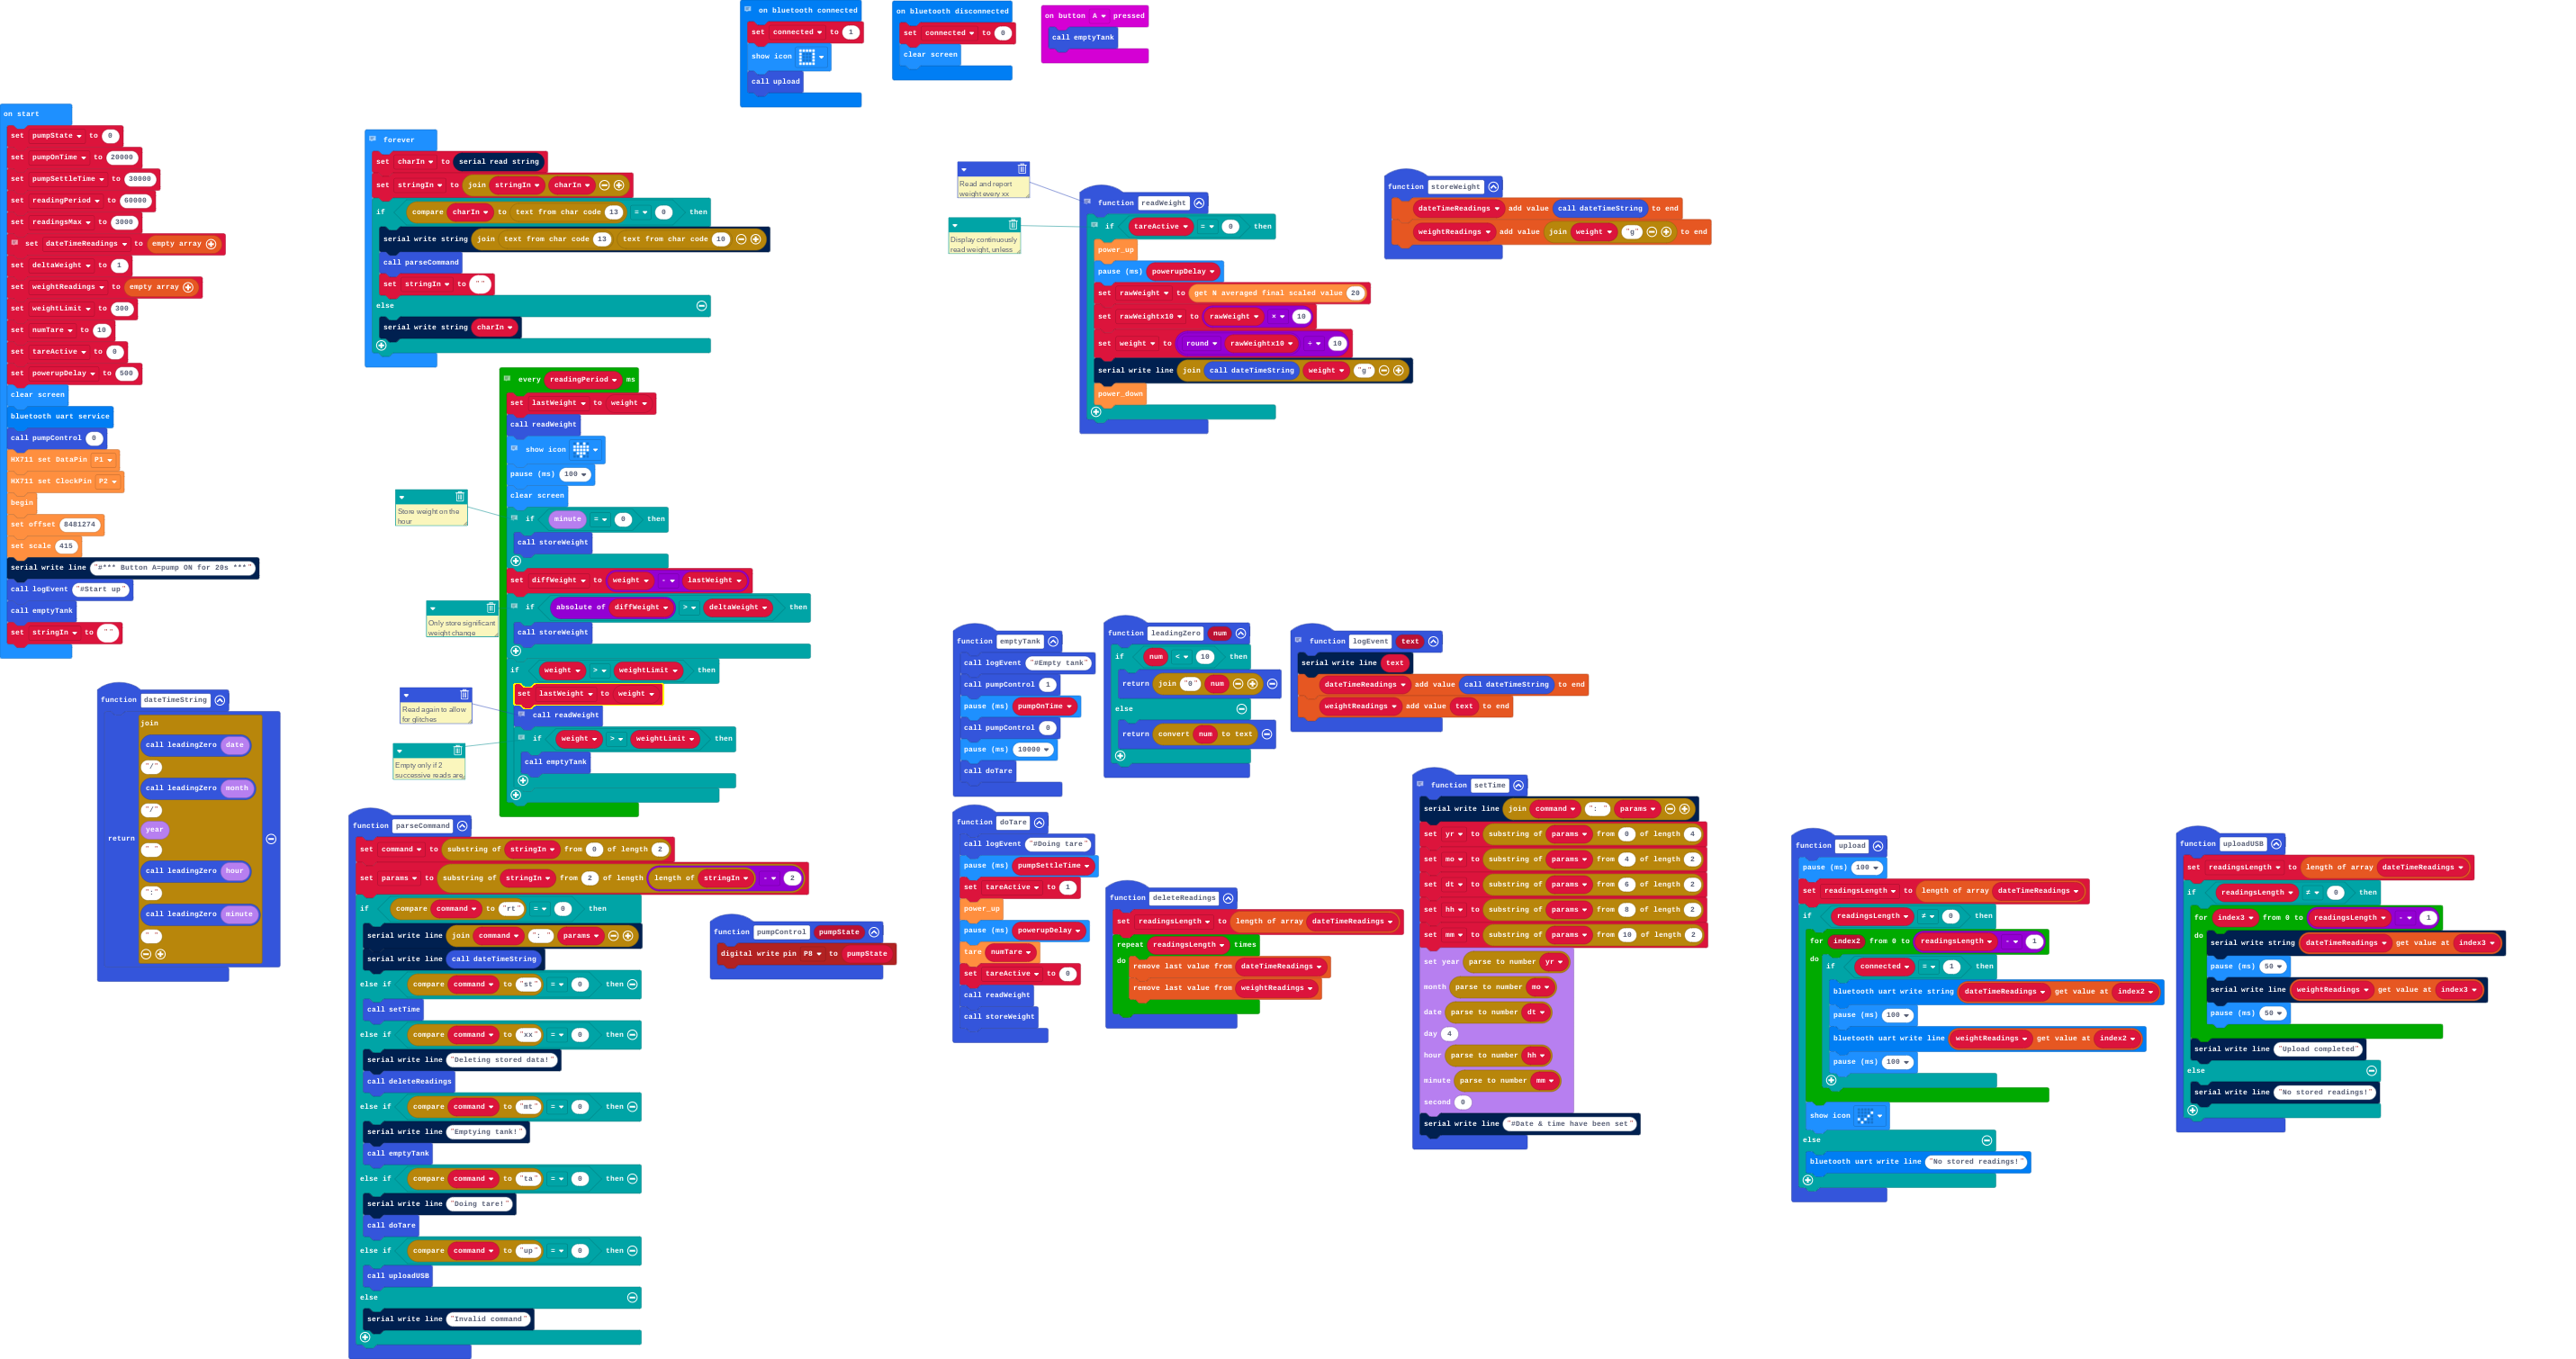 on bluetooth connected
set connected to 1
show icon
call upload
on bluetooth disconnected
set connected to 0
clear screen
on button A pressed
call emptyTank
on start
set pumpState to 0
set pumpOnTime to 20000
set pumpSettleTime to 30000
set readingPeriod to 60000
set readingsMax to 3000
set dateTimeReadings to empty array
set deltaWeight to 1
set weightReadings to empty array
set weightLimit to 300
set numTare to 10
set tareActive to 0
set powerupDelay to 500
clear screen
bluetooth uart service
call pumpControl 0
HX711 set DataPin P1
HX711 set ClockPin P2
begin
set offset 8481274
set scale 415
serial write line "#*** Button A=pump ON for 20s ***"
call logEvent "#Start up"
call emptyTank
set stringIn to " "
forever
set charIn to serial read string
set stringIn to join stringIn charIn
if compare charIn to text from char code 13 = 0 then
serial write string join text from char code 13 text from char code 10
call parseCommand
set stringIn to ""
else
serial write string charIn
every readingPeriod ms
set lastWeight to weight
call readWeight
show icon
pause (ms) 100
clear screen
Store weight on the
hour
if minute = 0 then
call storeWeight
set diffWeight to weight - lastWeight
Only store significant
weight change
if absolute of diffWeight > deltaWeight then
call storeWeight
if weight > weightLimit then
set lastWeight to weight
Read again to allow
for glitches
call readWeight
Empty only if 2
successive reads are
if weight > weightLimit then
call emptyTank
Read and report
weight every xx
Display continuously
read weight, unless
function readWeight
if tareActive = 0 then
power_up
pause (ms) powerupDelay
set rawWeight to get N averaged final scaled value 20
set rawWeightx10 to rawWeight × 10
set weight to round rawWeightx10 ÷ 10
serial write line join call dateTimeString weight "g"
power_down
function storeWeight
dateTimeReadings add value call dateTimeString to end
weightReadings add value join weight "g" to end
function dateTimeString
return
join
call leadingZero date
"/"
call leadingZero month
"/"
year
" "
call leadingZero hour
":"
call leadingZero minute
" "
function parseCommand
set command to substring of stringIn from 0 of length 2
set params to substring of stringIn from 2 of length length of stringIn - 2
if compare command to "rt" = 0 then
serial write line join command ": " params
serial write line call dateTimeString
else if compare command to "st" = 0 then
call setTime
else if compare command to "xx" = 0 then
serial write line "Deleting stored data!"
call deleteReadings
else if compare command to "mt" = 0 then
serial write line "Emptying tank!"
call emptyTank
else if compare command to "ta" = 0 then
serial write line "Doing tare!"
call doTare
else if compare command to "up" = 0 then
call uploadUSB
else
serial write line "Invalid command"
function pumpControl pumpState
digital write pin P8 to pumpState
function emptyTank
call logEvent "#Empty tank"
call pumpControl 1
pause (ms) pumpOnTime
call pumpControl 0
pause (ms) 10000
call doTare
function leadingZero num
if num < 10 then
return join "0" num
else
return convert num to text
function logEvent text
serial write line text
dateTimeReadings add value call dateTimeString to end
weightReadings add value text to end
function doTare
call logEvent "#Doing tare"
pause (ms) pumpSettleTime
set tareActive to 1
power_up
pause (ms) powerupDelay
tere numTare
set tareActive to 0
call readWeight
call storeWeight
function deleteReadings
set readingsLength to length of array dateTimeReadings
repeat readingsLength times
do
remove last value from dateTimeReadings
remove last value from weightReadings
function setTime
serial write line join command ": " params
set yr to substring of params from 0 of length 4
set mo to substring of params from 4 of length 2
set dt to substring of params from 6 of length 2
set hh to substring of params from 8 of length 2
set mm to substring of params from 10 of length 2
set year parse to number yr
month parse to number mo
date parse to number dt
day 4
hour parse to number hh
minute parse to number mm
second 0
serial write line "#Date & time have been set"
function upload
pause (ms) 100
set readingsLength to length of array dateTimeReadings
if readingsLength ≠ 0 then
for index2 from 0 to readingsLength - 1
do
if connected = 1 then
bluetooth uart write string dateTimeReadings get value at index2
pause (ms) 100
bluetooth uart write line weightReadings get value at index2
pause (ms) 100
show icon
else
bluetooth uart write line "No stored readings!"
function uploadUSB
set readingsLength to length of array dateTimeReadings
if readingsLength ≠ 0 then
for index3 from 0 to readingsLength - 1
do
serial write string dateTimeReadings get value at index3
pause (ms) 50
serial write line weightReadings get value at index3
pause (ms) 50
serial write line "Upload completed"
else
serial write line "No stored readings!"